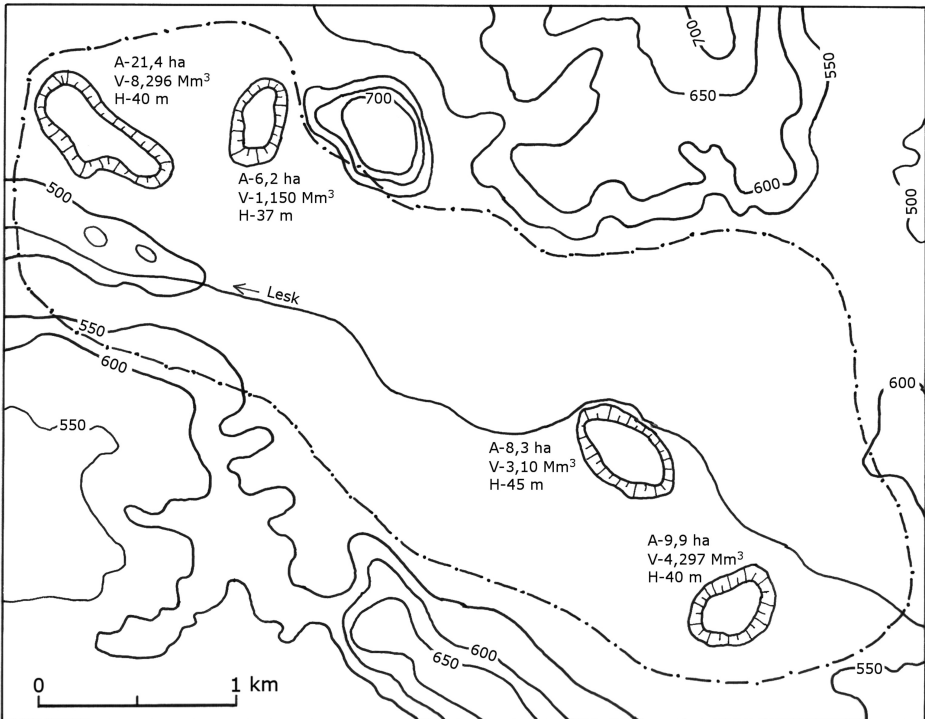 A-21,4 ha
V-8,296 Mm³
H-40 m
700
700
650
550
600
500
A-6,2 ha
V-1,150 Mm³
H-37 m
500
Lesk
550
600
600
550
A-8,3 ha
V-3,10 Mm³
H-45 m
A-9,9 ha
V-4,297 Mm³
H-40 m
600
650
550
0 1 km